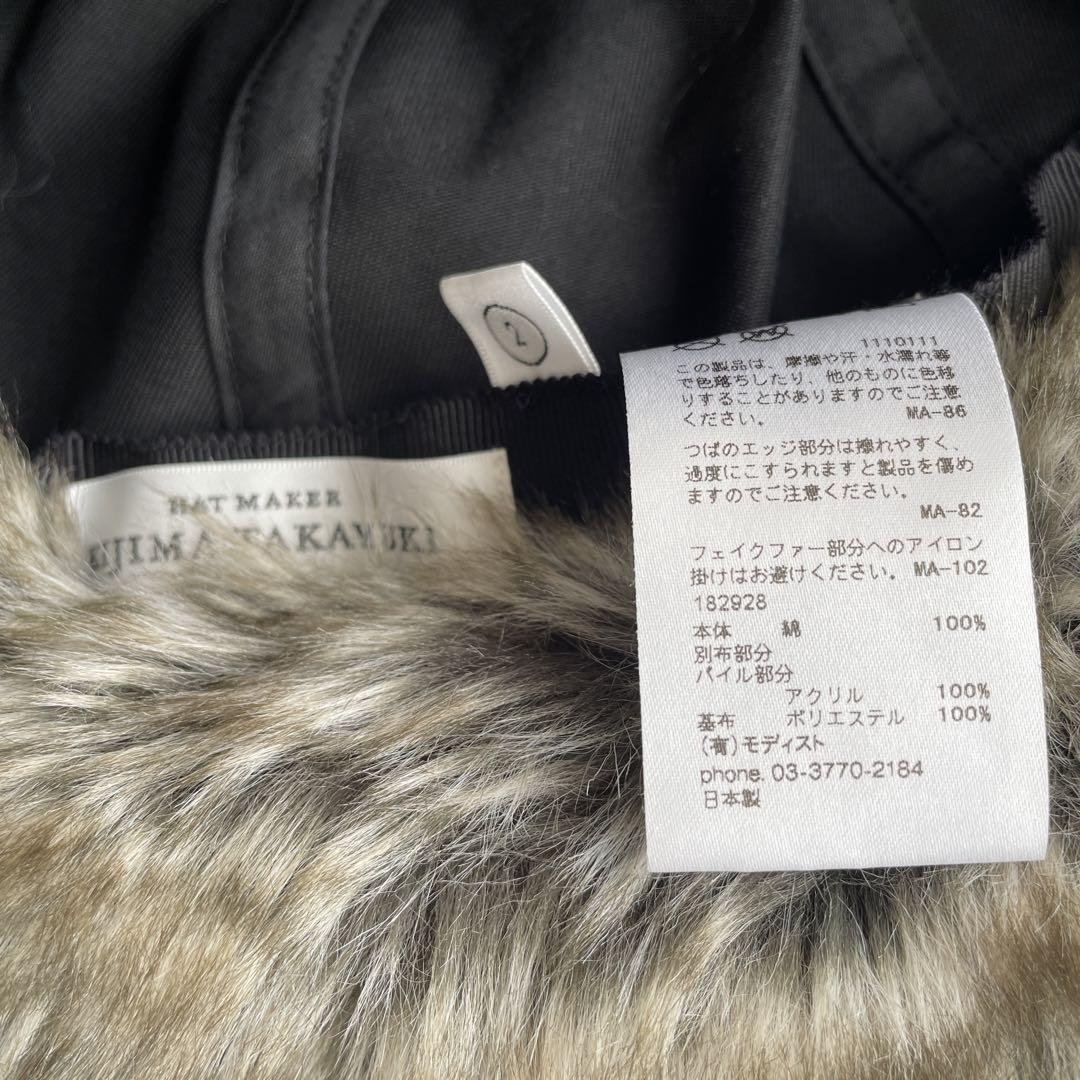 2
HAT MAKER
1110111
この製品は、摩擦や汗・水濡れ等
で色落ちしたり、他のものに色移
りすることがありますのでご注意
ください。 MA-86
つばのエッジ部分は擦れやすく、
過度にこすられますと製品を傷め
ますのでご注意ください。
MA-82
フェイクファー部分へのアイロン
掛けはお避けください。 MA-102
182928
本体 綿 100%
別布部分
パイル部分
アクリル 100%
基布 ポリエステル 100%
(有)モディスト
phone. 03-3770-2184
日本製